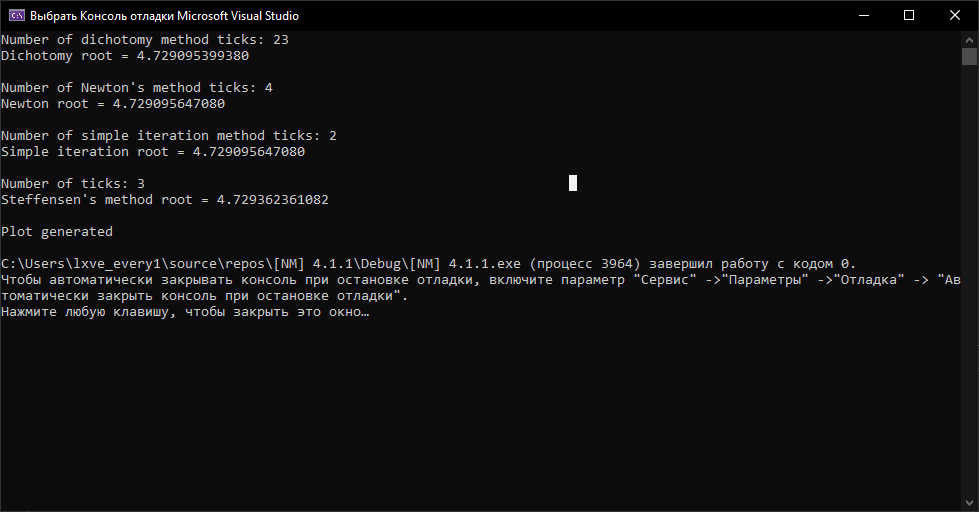 Выбрать Консоль отладки Microsoft Visual Studio
Number of dichotomy method ticks: 23
Dichotomy root = 4.729095399380
Number of Newton's method ticks: 4
Newton root = 4.729095647080
Number of simple iteration method ticks: 2
Simple iteration root = 4.729095647080
Number of ticks: 3
Steffensen's method root = 4.729362361082
Plot generated
C:\Users\lxve_every1\source\repos\[NM] 4.1.1\Debug\[NM] 4.1.1.exe (процесс 3964) завершил работу с кодом 0.
Чтобы автоматически закрывать консоль при остановке отладки, включите параметр "Сервис" ->"Параметры" ->"Отладка" -> "Ав
томатически закрыть консоль при остановке отладки".
Нажмите любую клавишу, чтобы закрыть это окно…